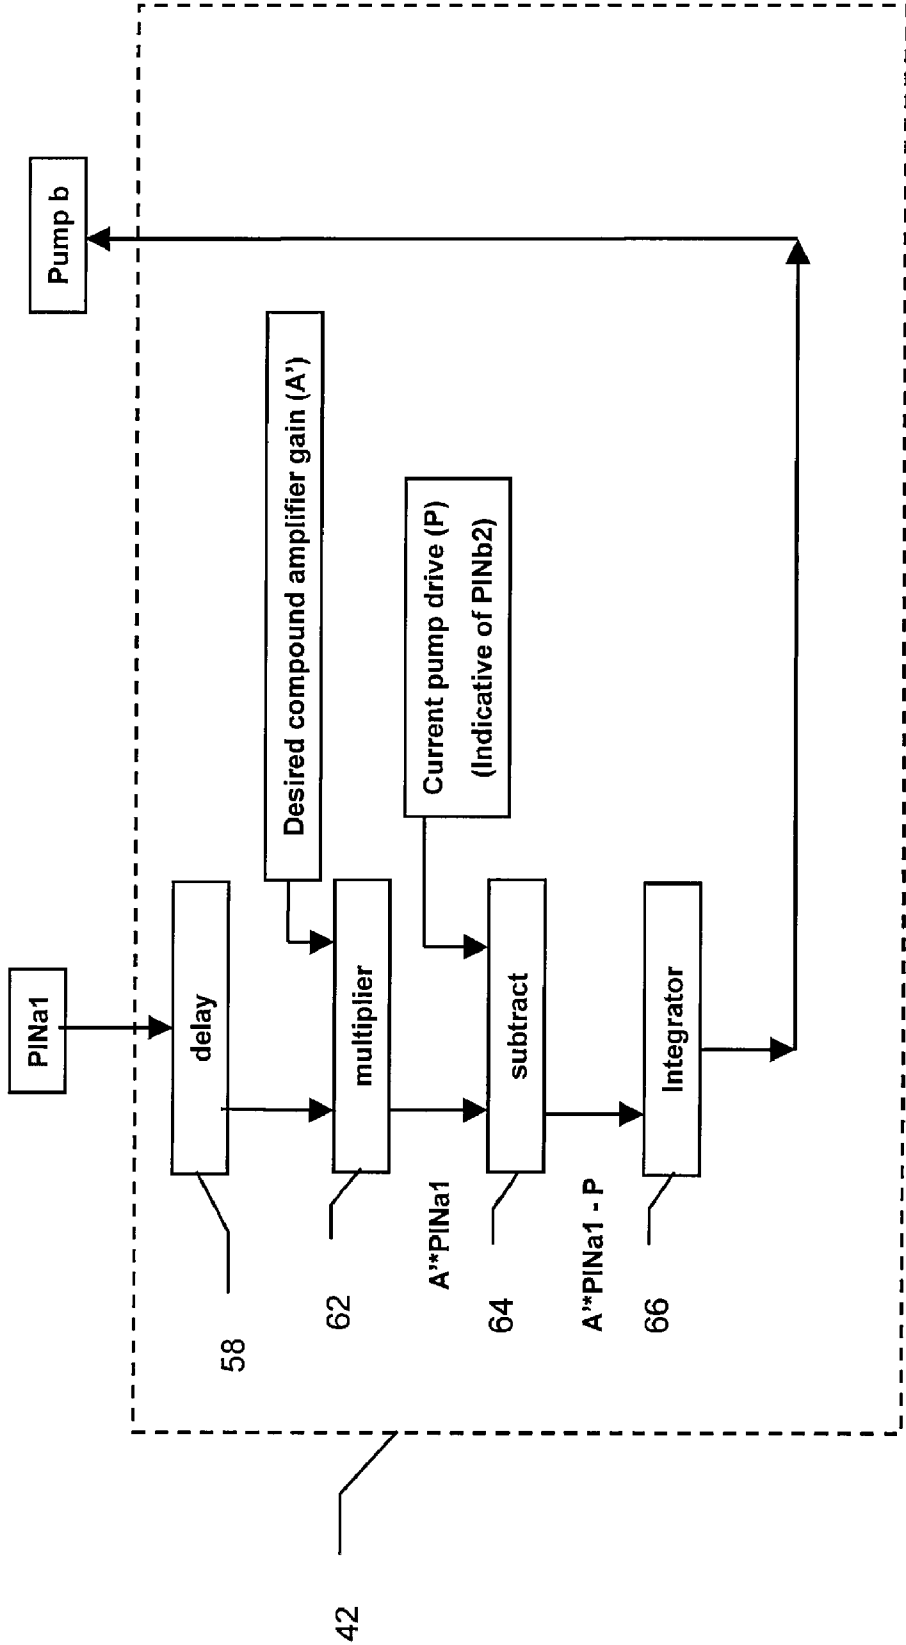 PINa1
Pump b
delay
58
Desired compound amplifier gain (A')
multiplier
62
A'*PINa1
Current pump drive (P)
(Indicative of PINb2)
subtract
64
A'*PINa1 - P
Integrator
66
42